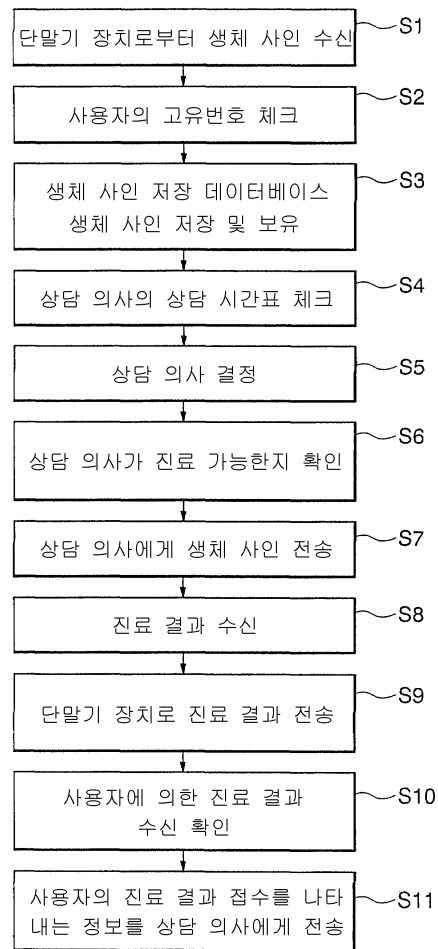 단말기 장치로부터 생체 사인 수신
S1
사용자의 고유번호 체크
S2
생체 사인 저장 데이터베이스
생체 사인 저장 및 보유
S3
상담 의사의 상담 시간표 체크
S4
상담 의사 결정
S5
상담 의사가 진료 가능한지 확인
S6
상담 의사에게 생체 사인 전송
S7
진료 결과 수신
S8
단말기 장치로 진료 결과 전송
S9
사용자에 의한 진료 결과
수신 확인
S10
사용자의 진료 결과 접수를 나타
내는 정보를 상담 의사에게 전송
S11